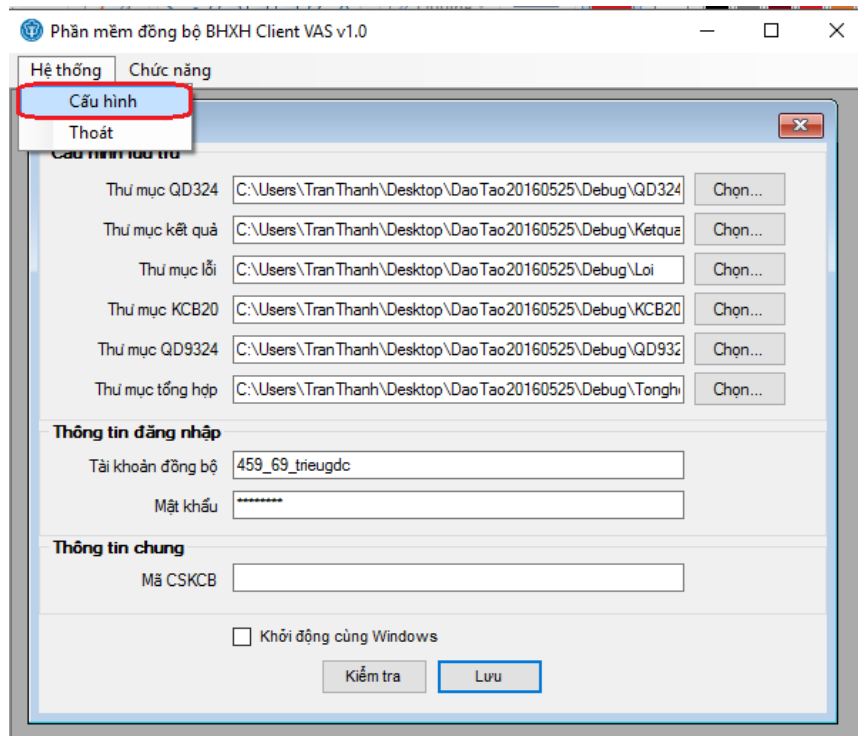 Phần mềm đồng bộ BHXH Client VAS v1.0
Hệ thống Chức năng
Cấu hình
Thoát
Cấu hình lưu trữ
Thư mục QD324 C:\Users\TranThanh\Desktop\DaoTao20160525\Debug\QD324 Chọn...
Thư mục kết quả C:\Users\TranThanh\Desktop\DaoTao20160525\Debug\Ketqua Chọn...
Thư mục lỗi C:\Users\TranThanh\Desktop\DaoTao20160525\Debug\Loi Chọn...
Thư mục KCB20 C:\Users\TranThanh\Desktop\DaoTao20160525\Debug\KCB20 Chọn...
Thư mục QD9324 C:\Users\TranThanh\Desktop\DaoTao20160525\Debug\QD932 Chọn...
Thư mục tổng hợp C:\Users\TranThanh\Desktop\DaoTao20160525\Debug\Tongh Chọn...
Thông tin đăng nhập
Tài khoản đồng bộ 459_69_trieugdc
Mật khẩu ********
Thông tin chung
Mã CSKCB
Khởi động cùng Windows
Kiểm tra Lưu